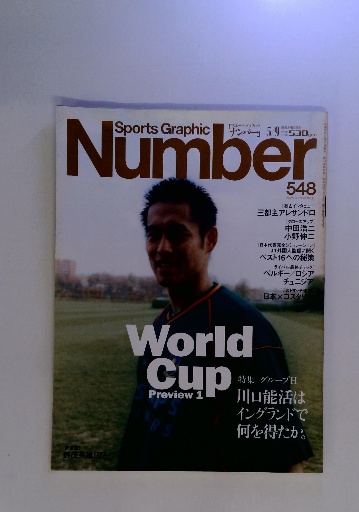 Sports Graphic
ナンバー
5/9
530
Number
548
三都主アレサンドロ
中田浩二
小野伸二
ベスト16への秘策
ベルギー/ロシア
チュニジア
日本×コスタリカ
World
Cup
Preview 1
特集 グループH
川口能活は
イングランドで
何を得たか。